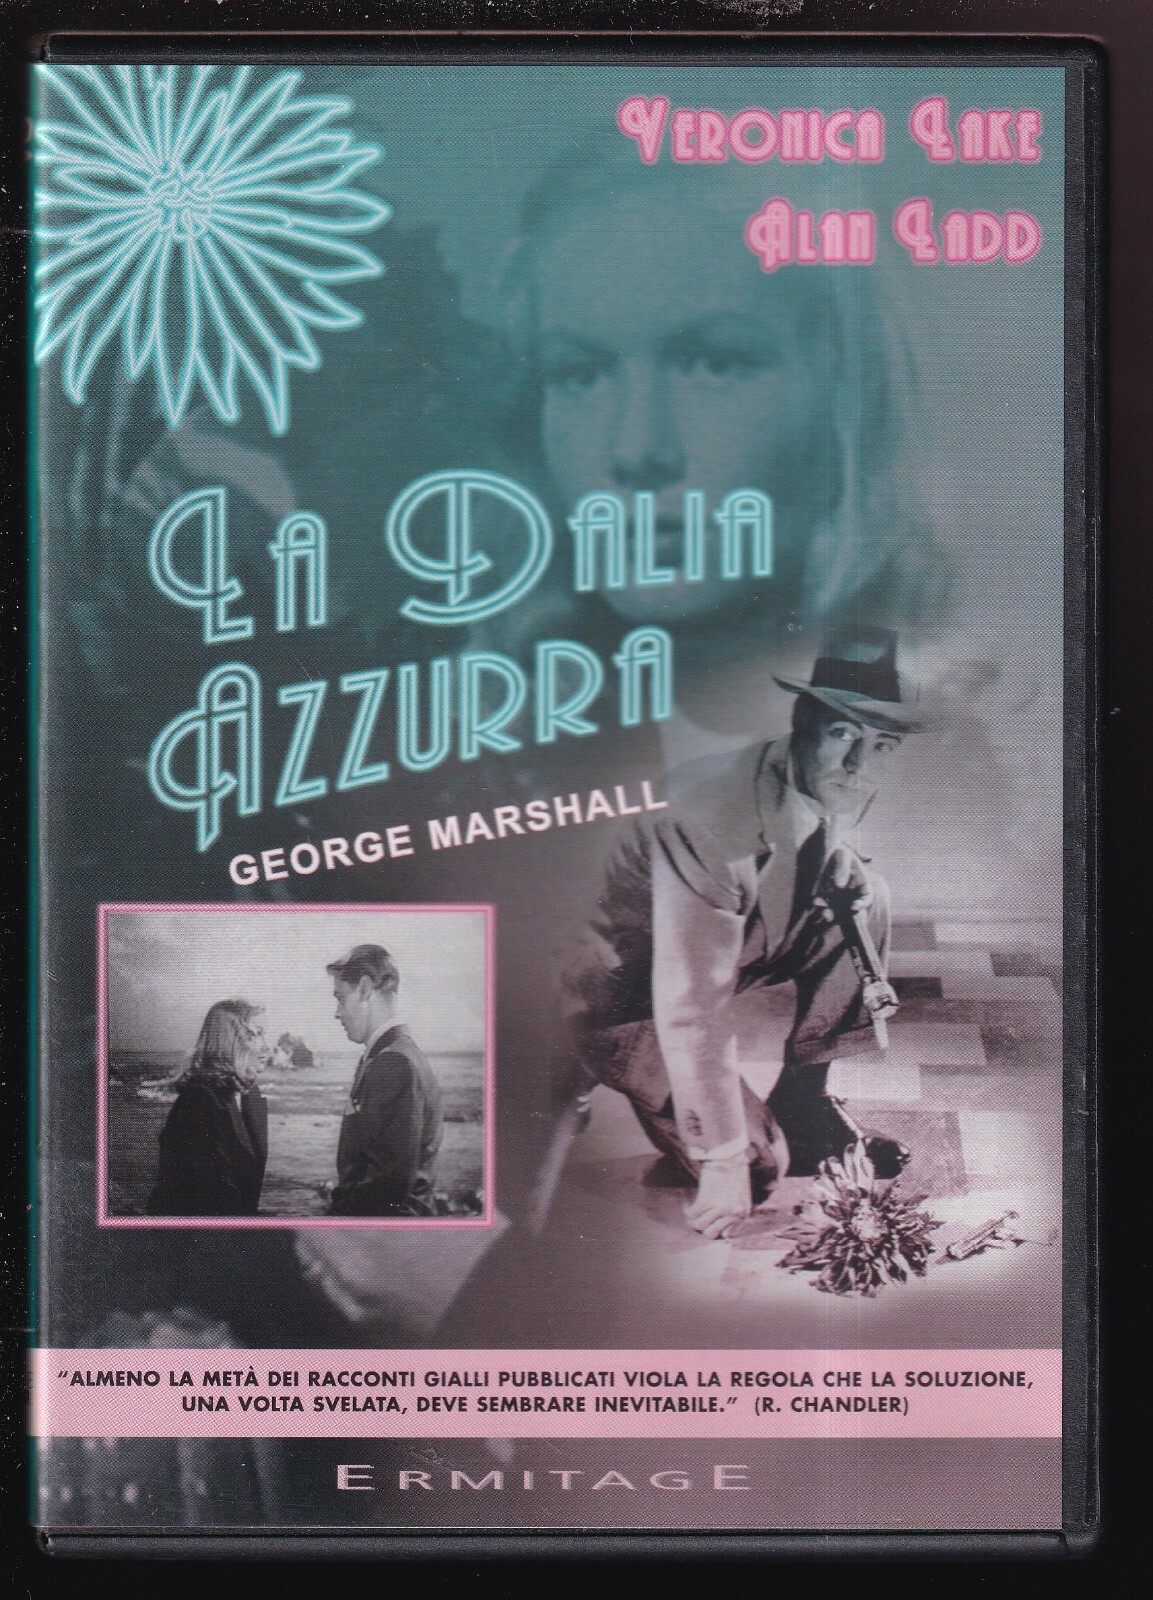 VERONICA LAKE
ALAN LADD
LA DALIA
AZZURRA
GEORGE MARSHALL
“ALMENO LA METÀ DEI RACCONTI GIALLI PUBBLICATI VIOLA LA REGOLA CHE LA SOLUZIONE,
UNA VOLTA SVELATA, DEVE SEMBRARE INEVITABILE.” (R. CHANDLER)
ERMITAGE